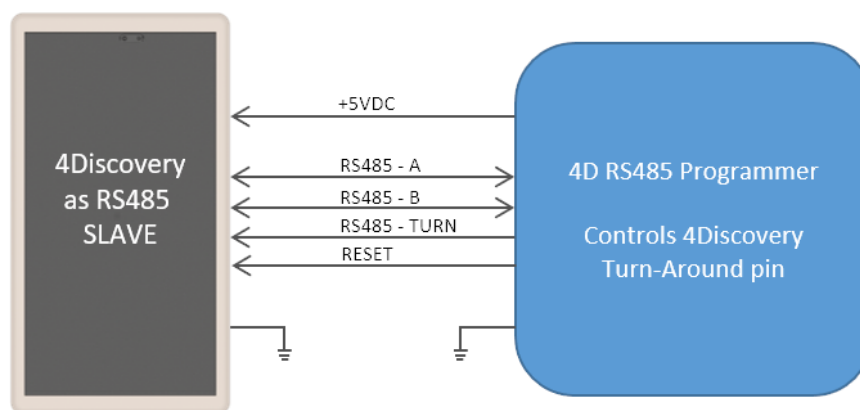 4Discovery
as RS485
SLAVE
+5VDC
RS485 - A
RS485 - B
RS485 - TURN
RESET
4D RS485 Programmer
Controls 4Discovery
Turn-Around pin